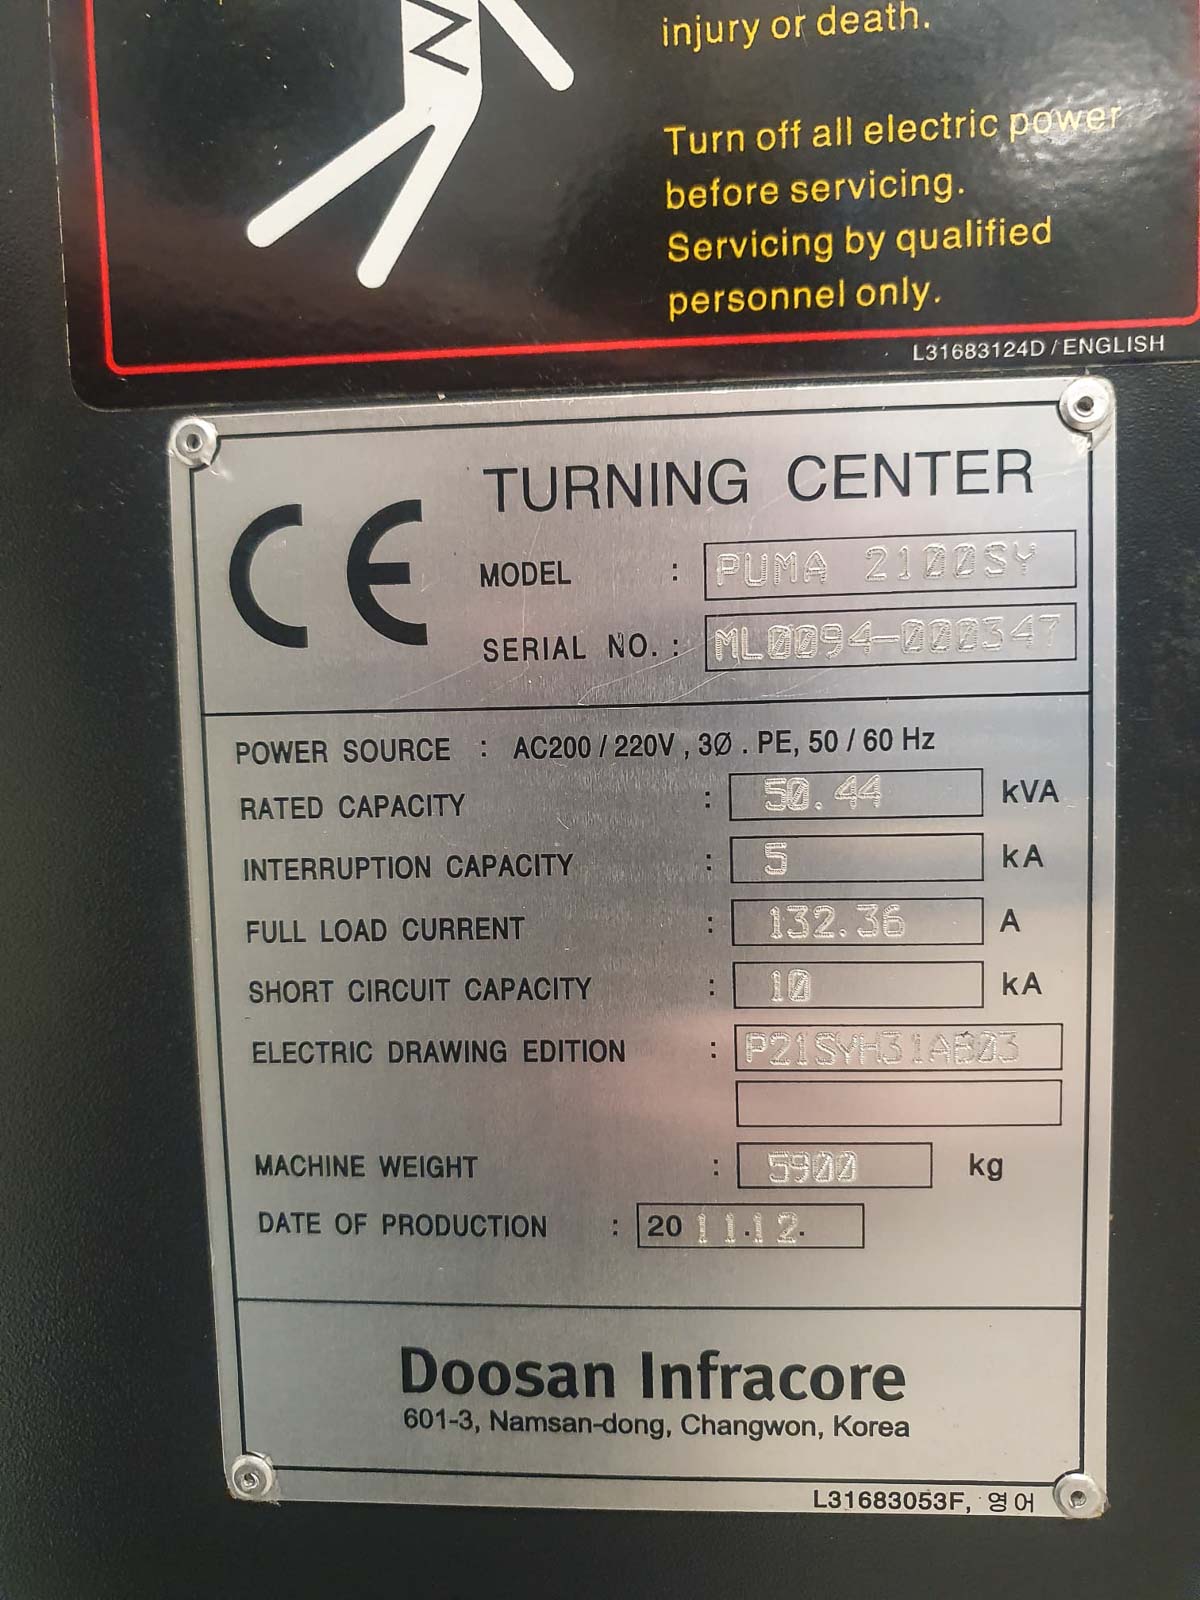 injury or death.
Turn off all electric power
before servicing.
Servicing by qualified
personnel only.
L31683124D / ENGLISH
CE
TURNING CENTER
MODEL : PUMA 2100SY
SERIAL NO. : ML0094-000347
POWER SOURCE : AC200 / 220V , 3Ø . PE, 50 / 60 Hz
RATED CAPACITY : 50.44 kVA
INTERRUPTION CAPACITY : 5 kA
FULL LOAD CURRENT : 132.36 A
SHORT CIRCUIT CAPACITY : 10 kA
ELECTRIC DRAWING EDITION : P21SYH31AB03
MACHINE WEIGHT : 5900 kg
DATE OF PRODUCTION : 20 11.12.
Doosan Infracore
601-3, Namsan-dong, Changwon, Korea
L31683053F, 영어